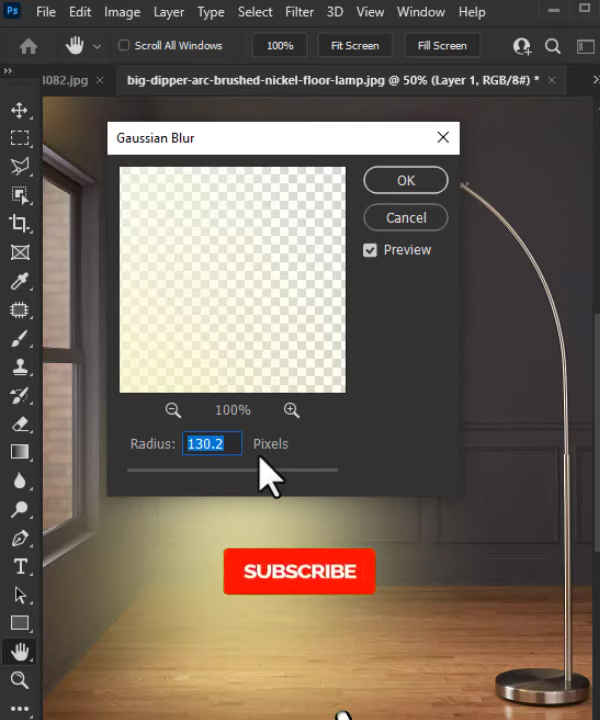 Ps File Edit Image Layer Type Select Filter 3D View Window Help
Scroll All Windows 100% Fit Screen Fill Screen
3082.jpg × big-dipper-arc-brushed-nickel-floor-lamp.jpg @ 50% (Layer 1, RGB/8#) * ×
Gaussian Blur
OK
Cancel
Preview
100%
Radius: 130.2 Pixels
SUBSCRIBE
T